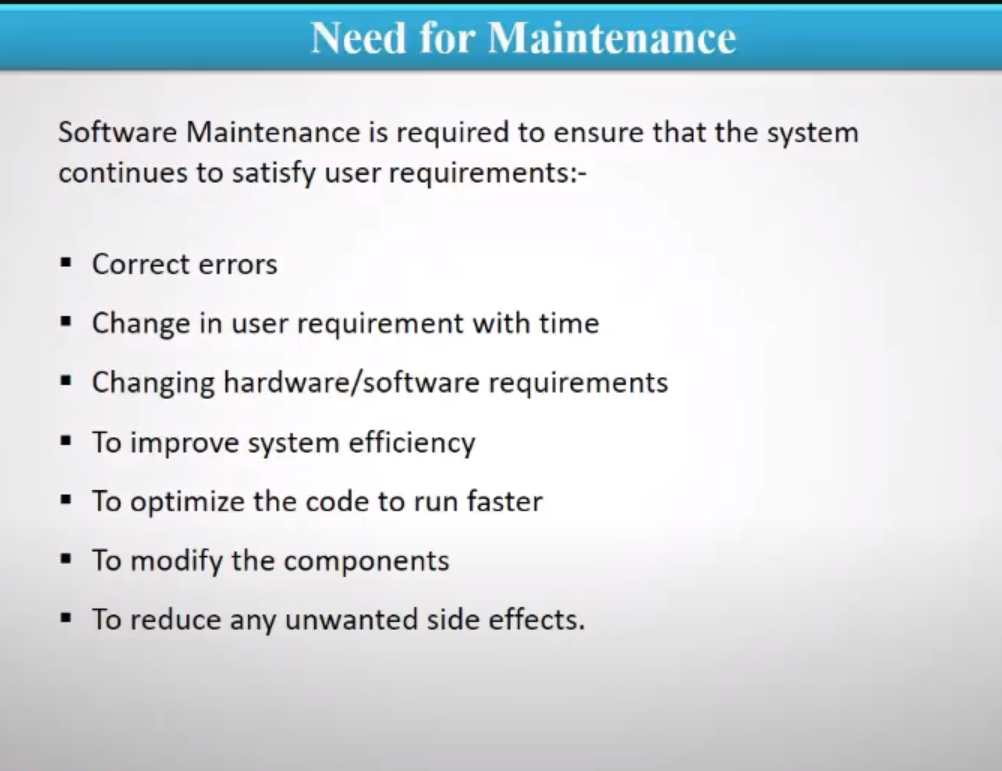 Need for Maintenance
Software Maintenance is required to ensure that the system
continues to satisfy user requirements:-
▪ Correct errors
▪ Change in user requirement with time
▪ Changing hardware/software requirements
▪ To improve system efficiency
▪ To optimize the code to run faster
▪ To modify the components
▪ To reduce any unwanted side effects.